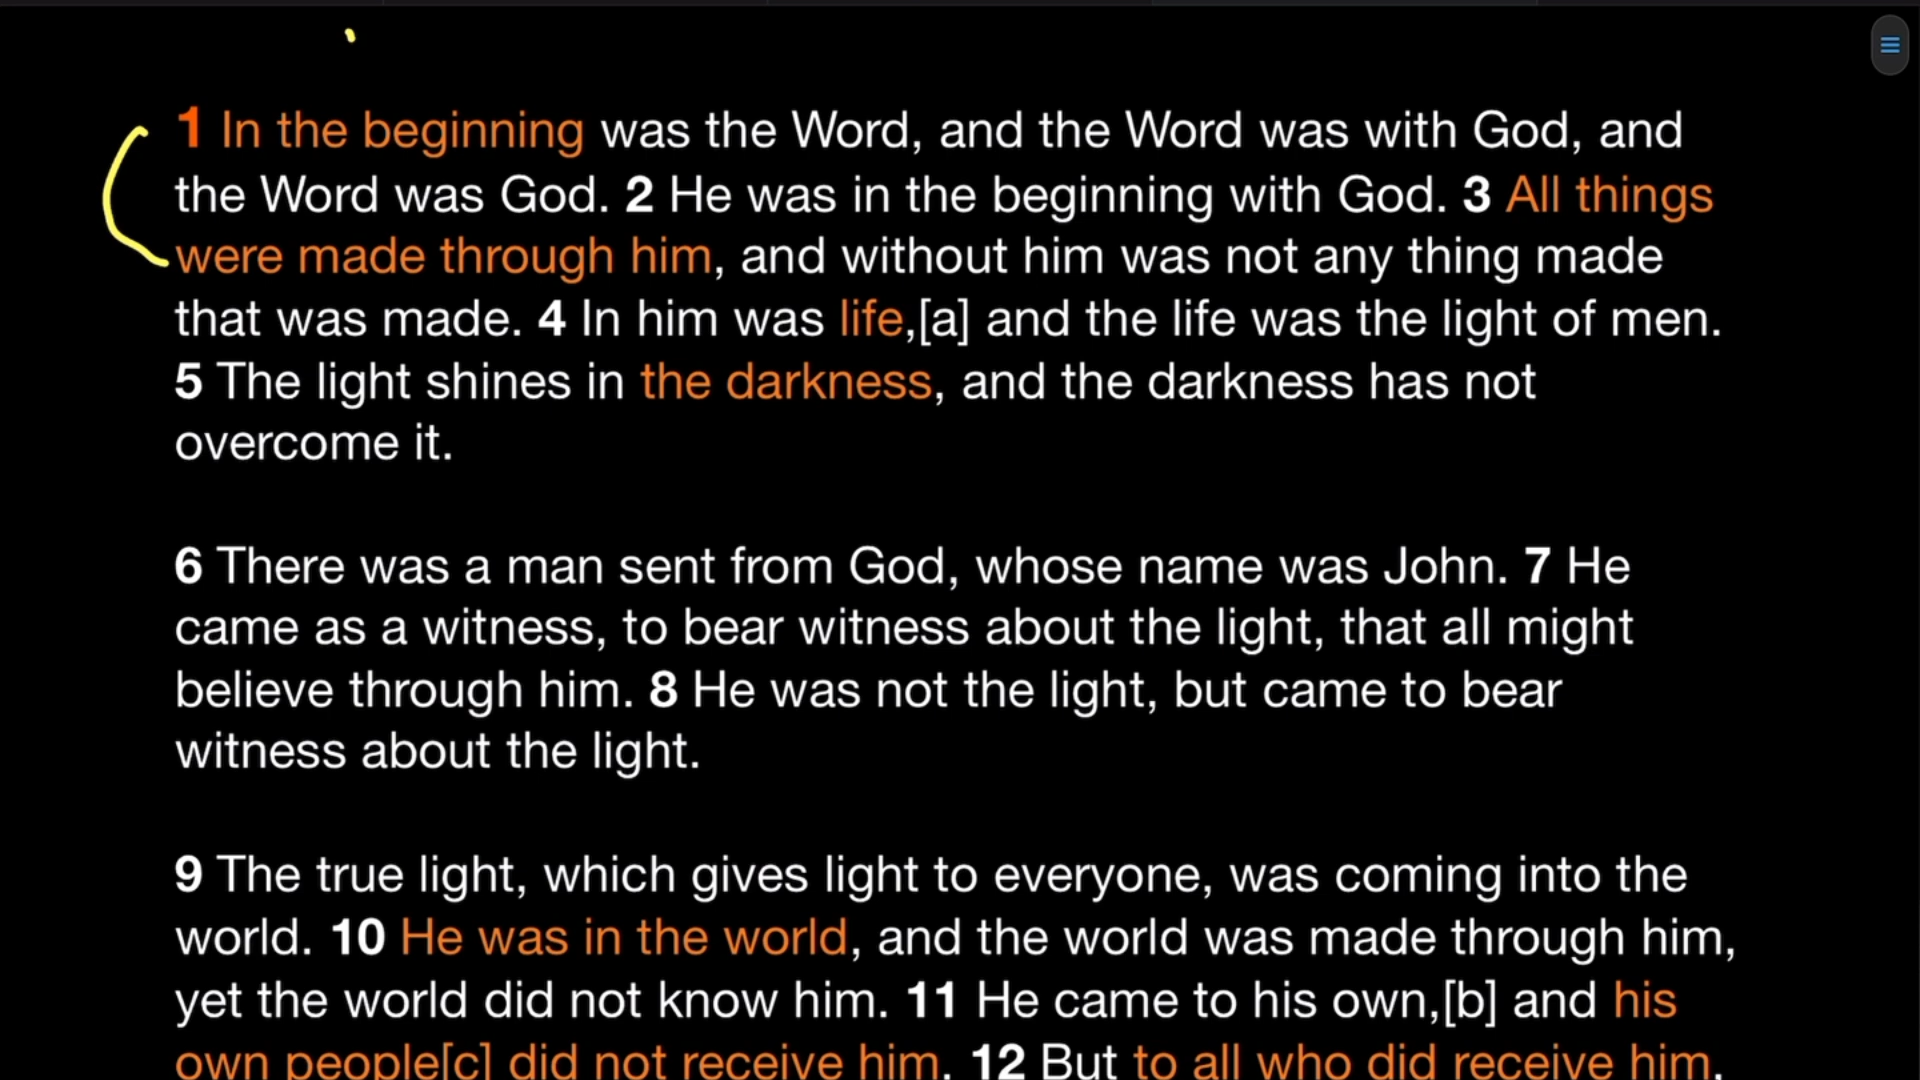 1 In the beginning was the Word, and the Word was with God, and
the Word was God. 2 He was in the beginning with God. 3 All things
were made through him, and without him was not any thing made
that was made. 4 In him was life,[a] and the life was the light of men.
5 The light shines in the darkness, and the darkness has not
overcome it.
6 There was a man sent from God, whose name was John. 7 He
came as a witness, to bear witness about the light, that all might
believe through him. 8 He was not the light, but came to bear
witness about the light.
9 The true light, which gives light to everyone, was coming into the
world. 10 He was in the world, and the world was made through him,
yet the world did not know him. 11 He came to his own,[b] and his
own people[c] did not receive him. 12 But to all who did receive him,